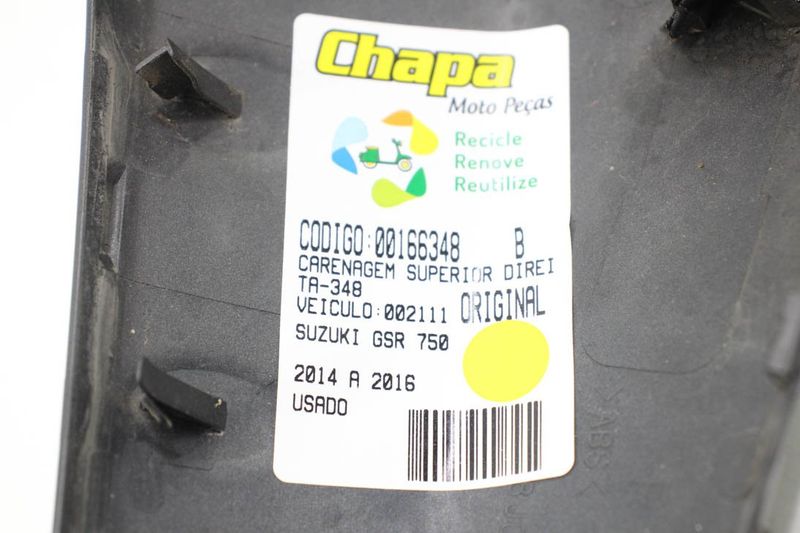 Chapa
Moto Peças
Recicle
Renove
Reutilize
CODIGO:00166348 B
CARENAGEM SUPERIOR DIREI
TA-348
VEICULO:002111 ORIGINAL
SUZUKI GSR 750
2014 A 2016
USADO
>ABS<